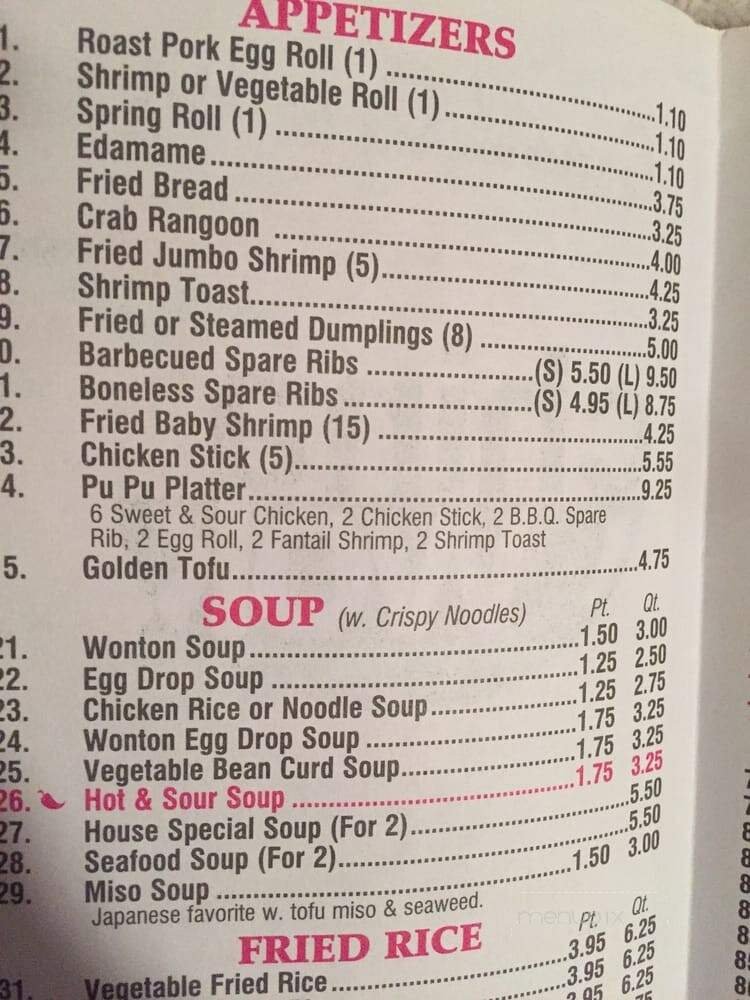 APPETIZERS
1. Roast Pork Egg Roll (1) ..... 1.10
2. Shrimp or Vegetable Roll (1) ..... 1.10
3. Spring Roll (1) ..... 1.10
4. Edamame ..... 3.75
5. Fried Bread ..... 3.25
6. Crab Rangoon ..... 4.00
7. Fried Jumbo Shrimp (5) ..... 4.25
8. Shrimp Toast ..... 3.25
9. Fried or Steamed Dumplings (8) ..... 5.00
0. Barbecued Spare Ribs ..... (S) 5.50 (L) 9.50
1. Boneless Spare Ribs ..... (S) 4.95 (L) 8.75
2. Fried Baby Shrimp (15) ..... 4.25
3. Chicken Stick (5) ..... 5.55
4. Pu Pu Platter ..... 9.25
6 Sweet & Sour Chicken, 2 Chicken Stick, 2 B.B.Q. Spare
Rib, 2 Egg Roll, 2 Fantail Shrimp, 2 Shrimp Toast
5. Golden Tofu ..... 4.75
SOUP (w. Crispy Noodles) Pt. Qt.
21. Wonton Soup ..... 1.50 3.00
22. Egg Drop Soup ..... 1.25 2.50
23. Chicken Rice or Noodle Soup ..... 1.25 2.75
24. Wonton Egg Drop Soup ..... 1.75 3.25
25. Vegetable Bean Curd Soup ..... 1.75 3.25
26. Hot & Sour Soup ..... 1.75 3.25
27. House Special Soup (For 2) ..... 5.50
28. Seafood Soup (For 2) ..... 5.50
29. Miso Soup ..... 1.50 3.00
Japanese favorite w. tofu miso & seaweed.
FRIED RICE Pt. Qt.
31. Vegetable Fried Rice ..... 3.95 6.25
3.95 6.25
6.25